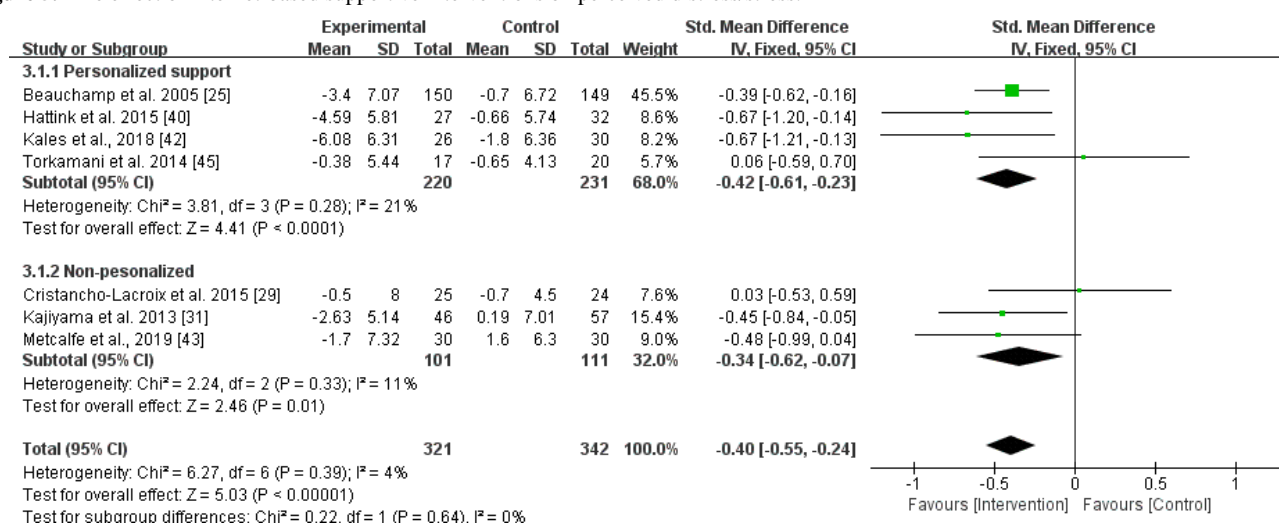 Experimental Control Std. Mean Difference Std. Mean Difference
Study or Subgroup Mean SD Total Mean SD Total Weight IV, Fixed, 95% CI IV, Fixed, 95% CI
3.1.1 Personalized support
Beauchamp et al. 2005 [25] -3.4 7.07 150 -0.7 6.72 149 45.5% -0.39 [-0.62, -0.16]
Hattink et al. 2015 [40] -4.59 5.81 27 -0.66 5.74 32 8.6% -0.67 [-1.20, -0.14]
Kales et al., 2018 [42] -6.08 6.31 26 -1.8 6.36 30 8.2% -0.67 [-1.21, -0.13]
Torkamani et al. 2014 [45] -0.38 5.44 17 -0.65 4.13 20 5.7% 0.06 [-0.59, 0.70]
Subtotal (95% CI) 220 231 68.0% -0.42 [-0.61, -0.23]
Heterogeneity: Chi² = 3.81, df = 3 (P = 0.28); I² = 21%
Test for overall effect: Z = 4.41 (P < 0.0001)
3.1.2 Non-pesonalized
Cristancho-Lacroix et al. 2015 [29] -0.5 8 25 -0.7 4.5 24 7.6% 0.03 [-0.53, 0.59]
Kajiyama et al. 2013 [31] -2.63 5.14 46 0.19 7.01 57 15.4% -0.45 [-0.84, -0.05]
Metcalfe et al., 2019 [43] -1.7 7.32 30 1.6 6.3 30 9.0% -0.48 [-0.99, 0.04]
Subtotal (95% CI) 101 111 32.0% -0.34 [-0.62, -0.07]
Heterogeneity: Chi² = 2.24, df = 2 (P = 0.33); I² = 11%
Test for overall effect: Z = 2.46 (P = 0.01)
Total (95% CI) 321 342 100.0% -0.40 [-0.55, -0.24]
Heterogeneity: Chi² = 6.27, df = 6 (P = 0.39); I² = 4%
Test for overall effect: Z = 5.03 (P < 0.00001)
Test for subgroup differences: Chi² = 0.22, df = 1 (P = 0.64), I² = 0%
-1 -0.5 0 0.5 1
Favours [Intervention] Favours [Control]